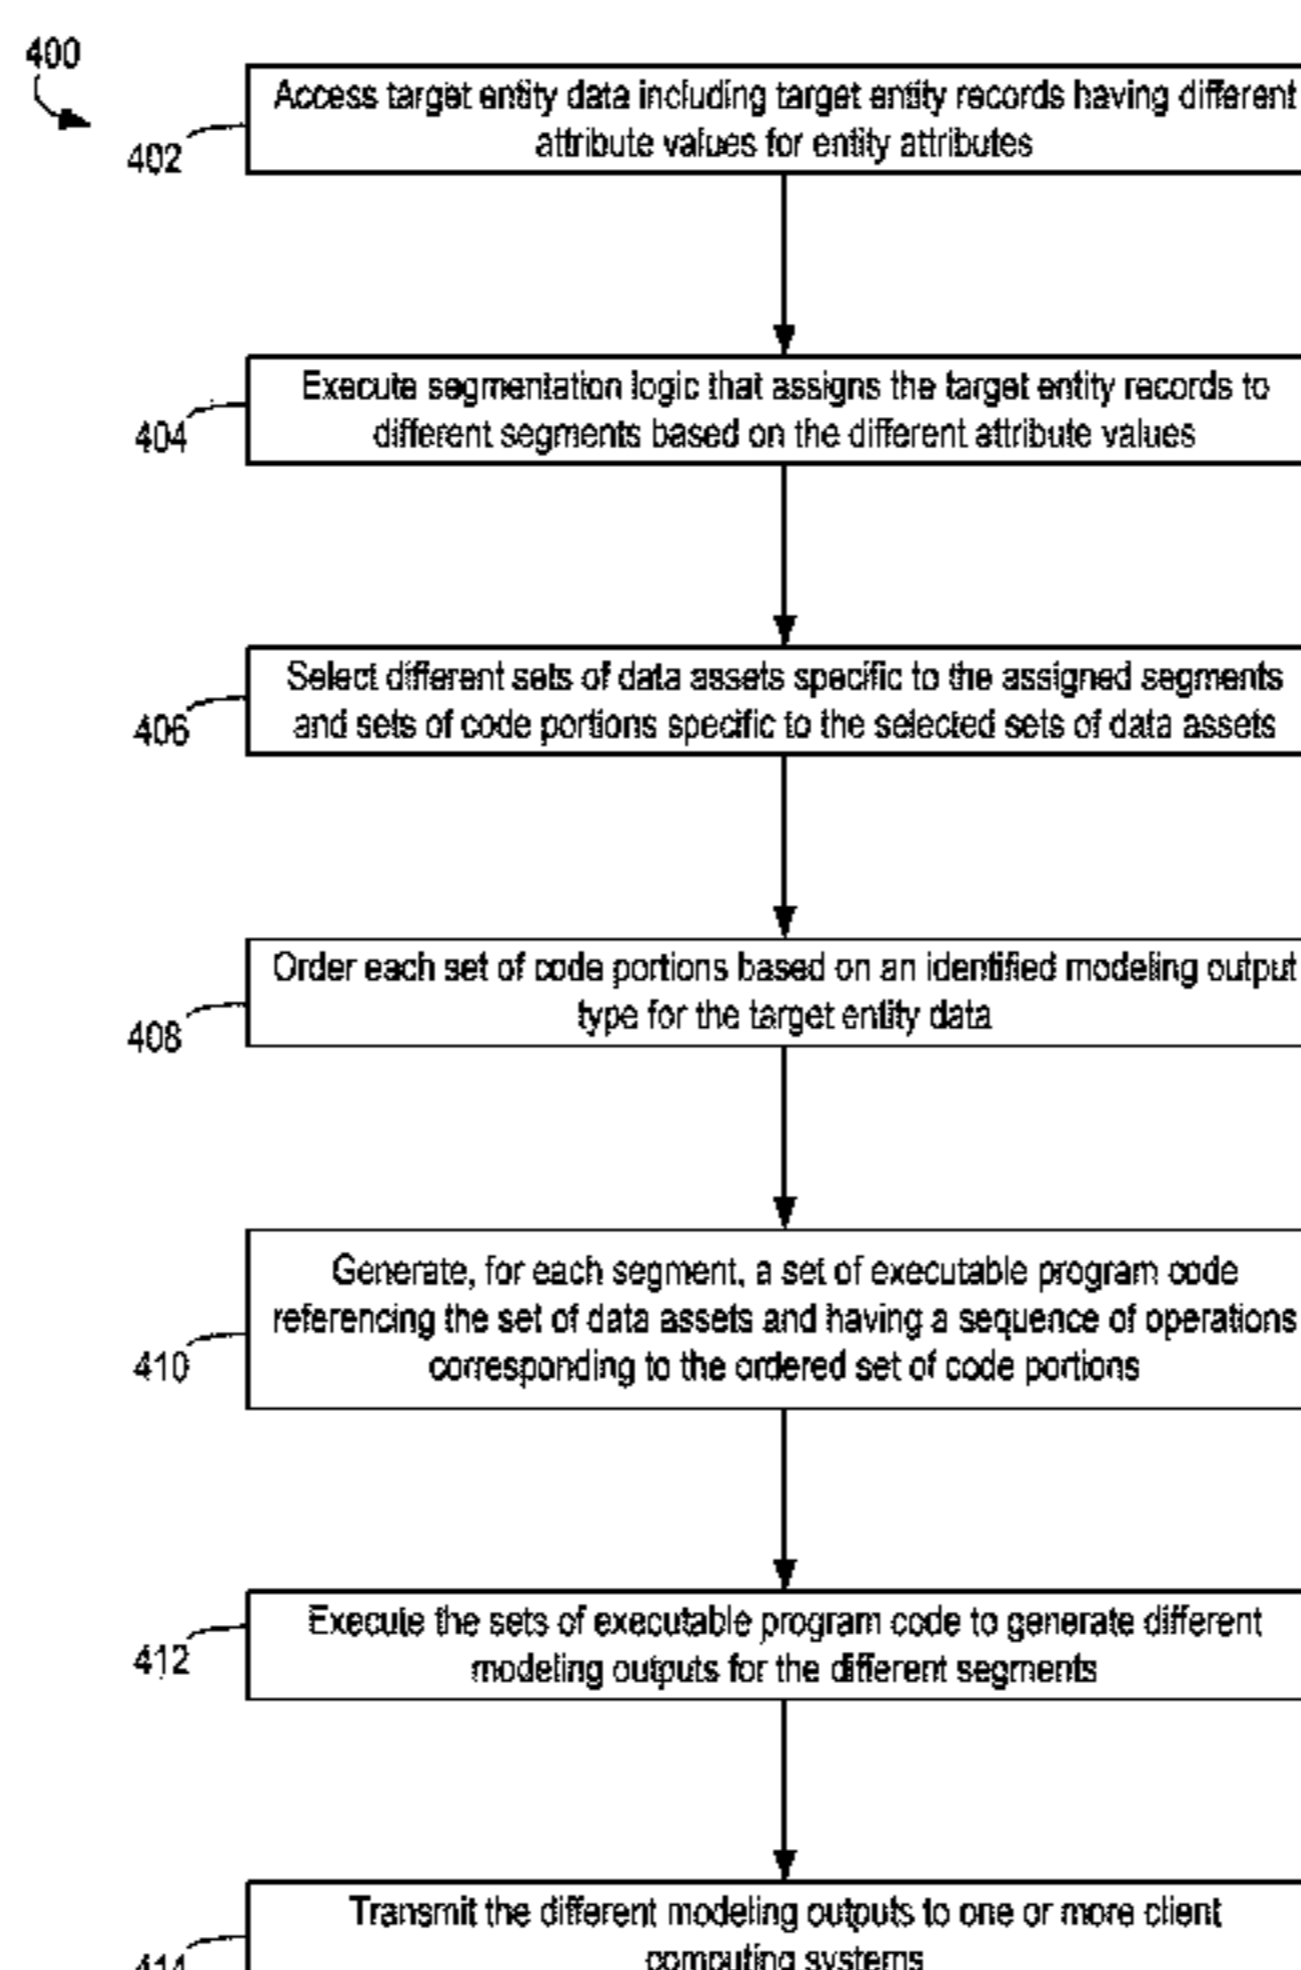 400
Access target entity data including target entity records having different
attribute values for entity attributes
402
Execute segmentation logic that assigns the target entity records to
different segments based on the different attribute values
404
Select different sets of data assets specific to the assigned segments
and sets of code portions specific to the selected sets of data assets
406
Order each set of code portions based on an identified modeling output
type for the target entity data
408
Generate, for each segment, a set of executable program code
referencing the set of data assets and having a sequence of operations
corresponding to the ordered set of code portions
410
Execute the sets of executable program code to generate different
modeling outputs for the different segments
412
Transmit the different modeling outputs to one or more client
computing systems
414